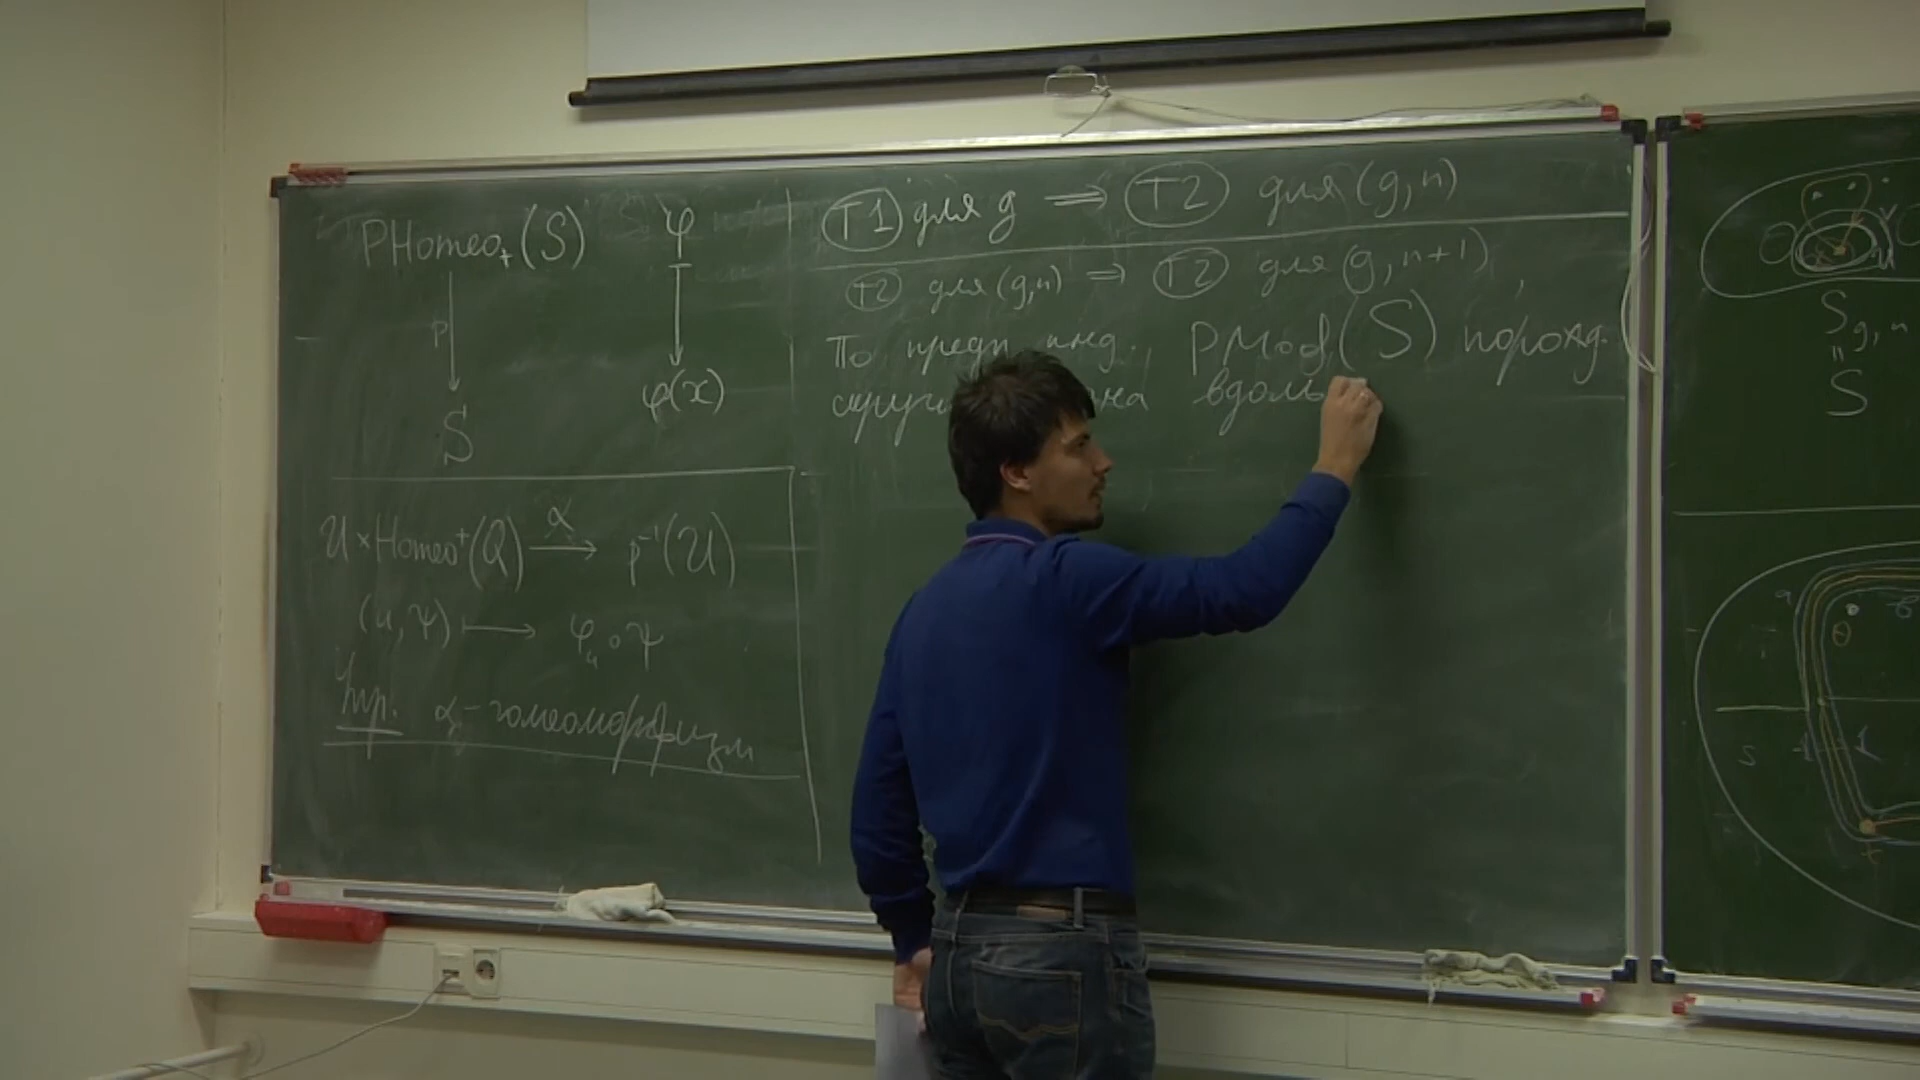 PHomeo₊(S) φ
p
φ(x)
S
U × Homeo⁺(Q) α→ p⁻¹(U)
(u, ψ) ⟼ φᵤ ∘ ψ
Упр. α - гомеоморфизм
T1 для g ⟹ T2 для (g, n)
T2 для (g,n) ⇒ T2 для (g, n+1)
По предп инд. PMod(S) порожд.
вдоль
S g, n
"
S
a
s